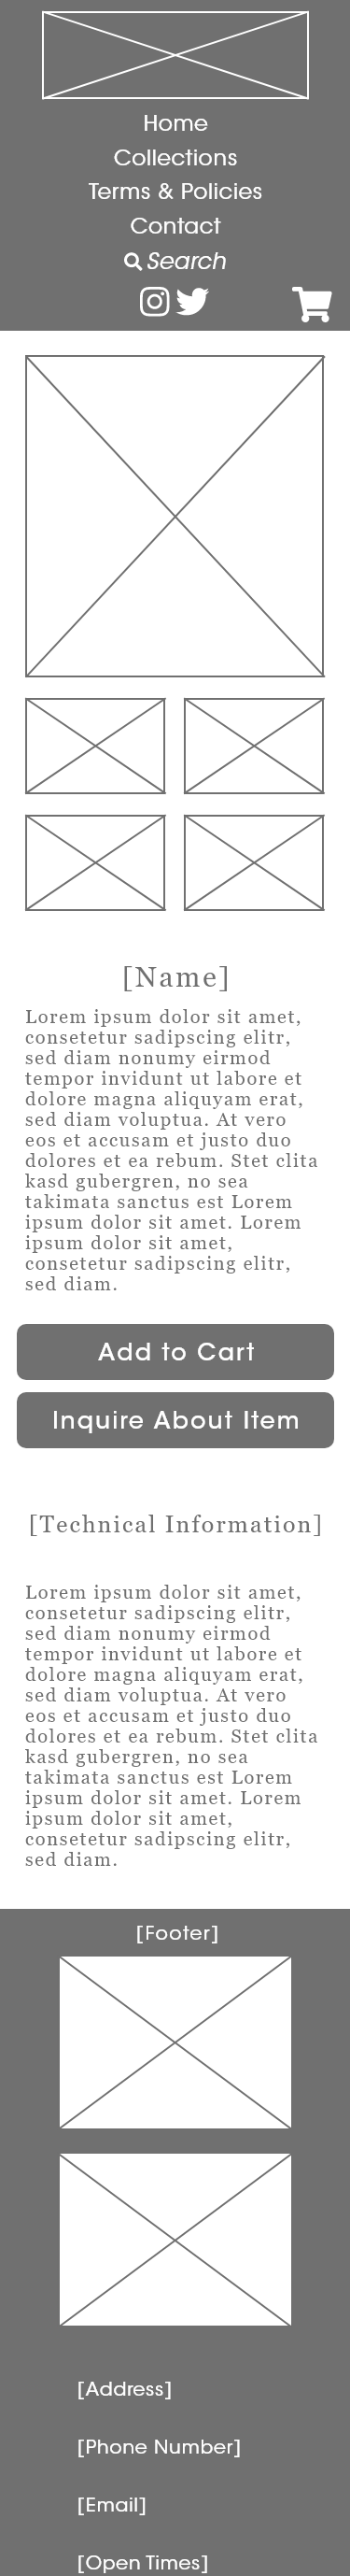 Home
Collections
Terms & Policies
Contact
Search
[Name]
Lorem ipsum dolor sit amet,
consetetur sadipscing elitr,
sed diam nonumy eirmod
tempor invidunt ut labore et
dolore magna aliquyam erat,
sed diam voluptua. At vero
eos et accusam et justo duo
dolores et ea rebum. Stet clita
kasd gubergren, no sea
takimata sanctus est Lorem
ipsum dolor sit amet. Lorem
ipsum dolor sit amet,
consetetur sadipscing elitr,
sed diam.
Add to Cart
Inquire About Item
[Technical Information]
Lorem ipsum dolor sit amet,
consetetur sadipscing elitr,
sed diam nonumy eirmod
tempor invidunt ut labore et
dolore magna aliquyam erat,
sed diam voluptua. At vero
eos et accusam et justo duo
dolores et ea rebum. Stet clita
kasd gubergren, no sea
takimata sanctus est Lorem
ipsum dolor sit amet. Lorem
ipsum dolor sit amet,
consetetur sadipscing elitr,
sed diam.
[Footer]
[Address]
[Phone Number]
[Email]
[Open Times]